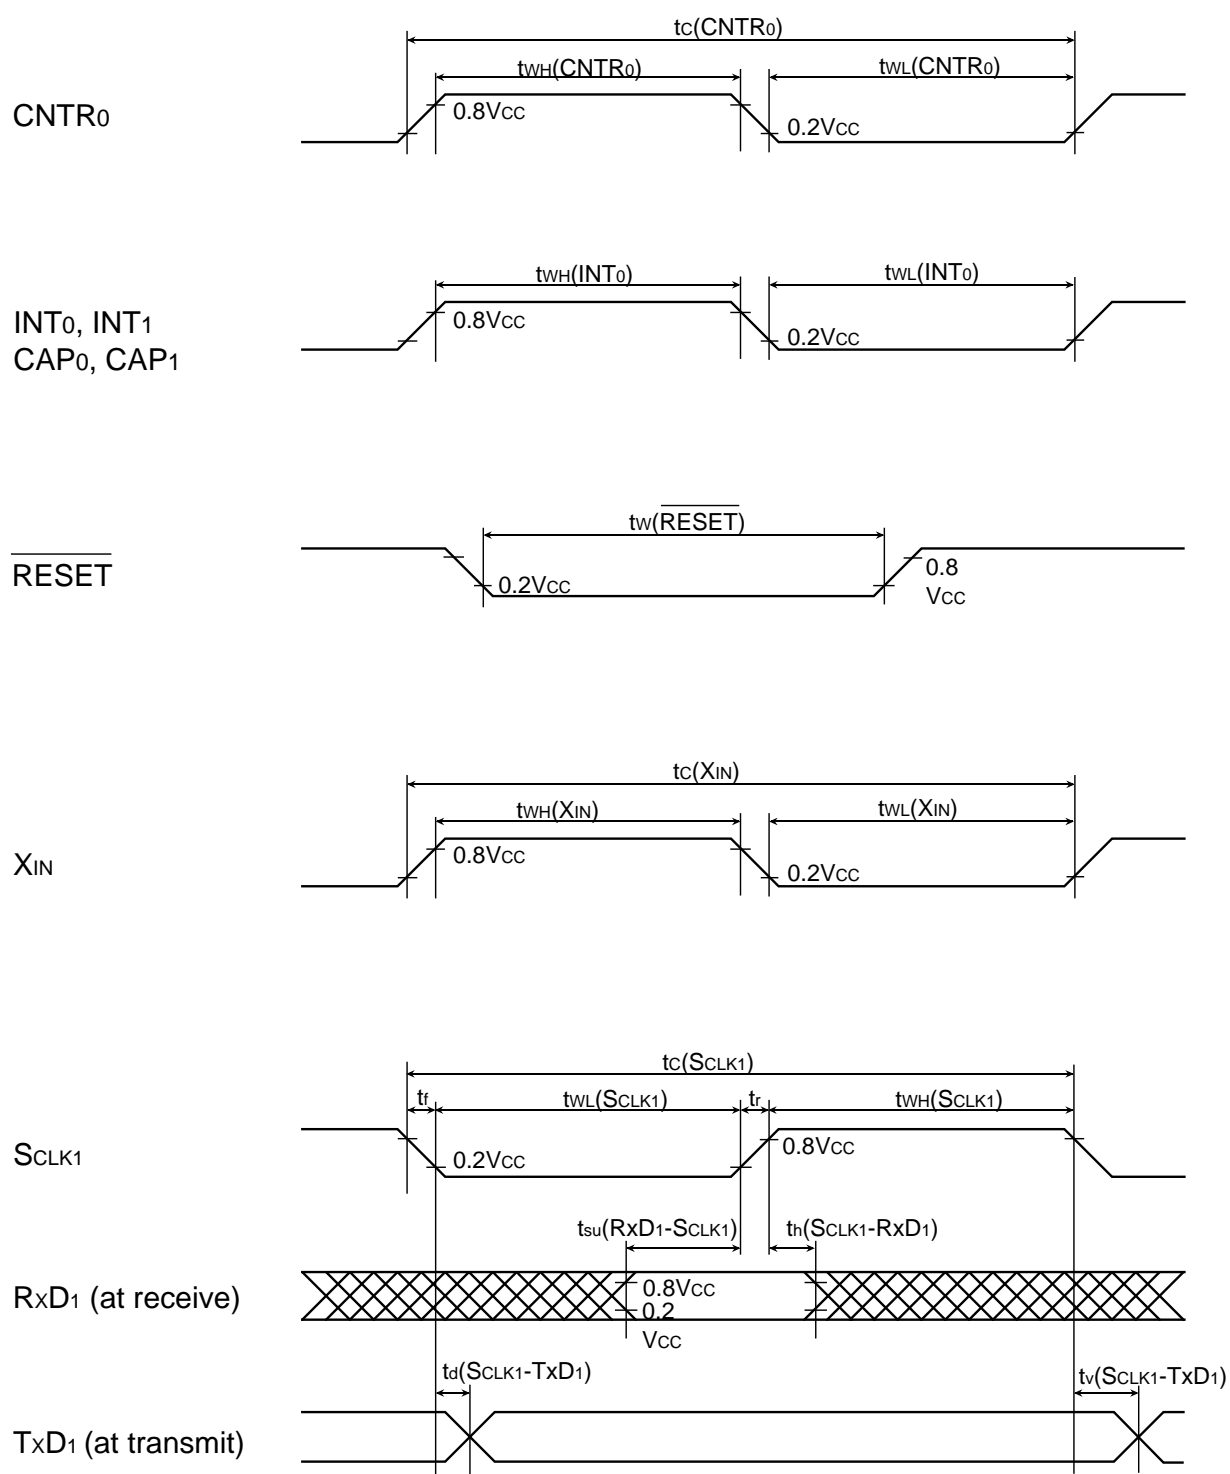 tC(CNTR0)
tWH(CNTR0)
tWL(CNTR0)
CNTR0
0.8VCC
0.2VCC
tWH(INT0)
tWL(INT0)
INT0, INT1
CAP0, CAP1
0.8VCC
0.2VCC
tW(RESET)
RESET
0.2VCC
0.8
VCC
tC(XIN)
tWH(XIN)
tWL(XIN)
XIN
0.8VCC
0.2VCC
tC(SCLK1)
tf
tWL(SCLK1)
tr
tWH(SCLK1)
SCLK1
0.2VCC
0.8VCC
tsu(RxD1-SCLK1)
th(SCLK1-RxD1)
RXD1 (at receive)
0.8VCC
0.2
VCC
td(SCLK1-TxD1)
tv(SCLK1-TxD1)
TXD1 (at transmit)